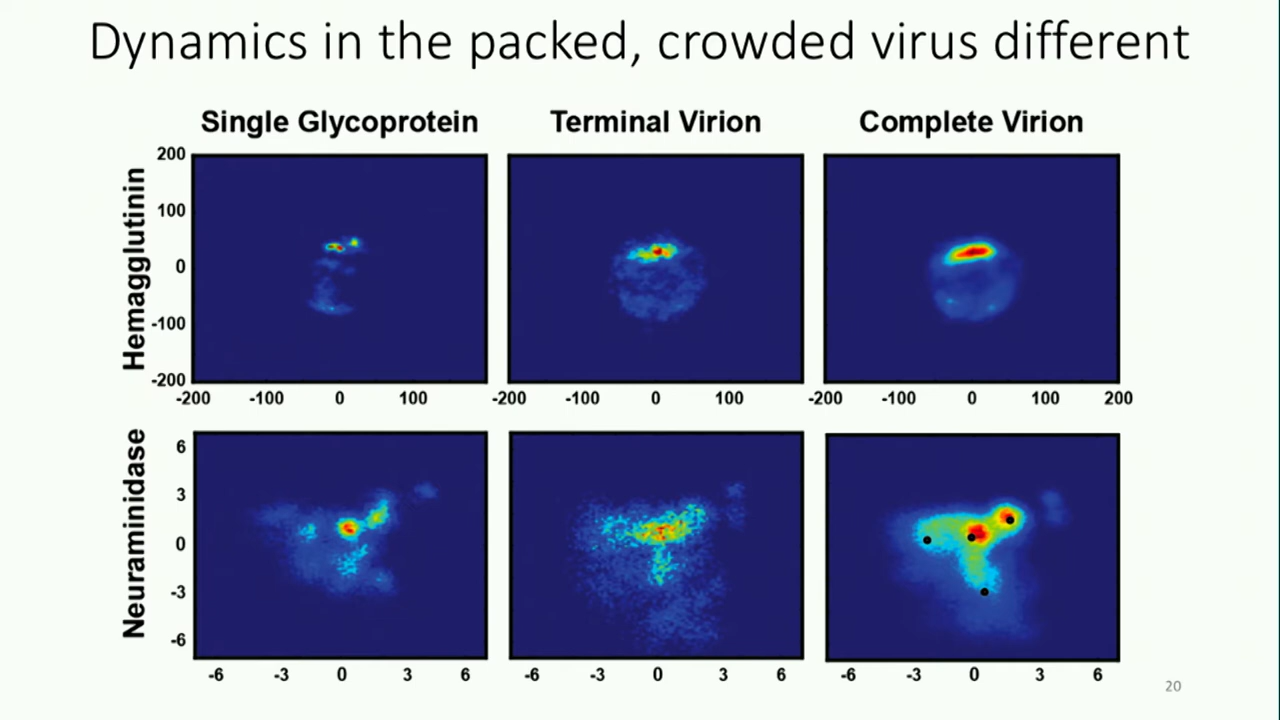 Dynamics in the packed, crowded virus different
Single Glycoprotein Terminal Virion Complete Virion
Hemagglutinin
200
100
0
-100
-200
-200 -100 0 100 -200 -100 0 100 -200 -100 0 100 200
Neuraminidase
6
3
0
-3
-6
-6 -3 0 3 6 -6 -3 0 3 6 -6 -3 0 3 6
20